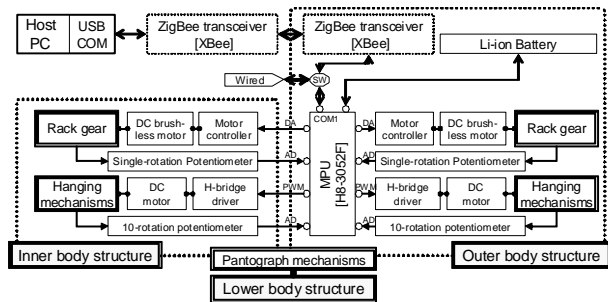 Host PC
USB COM
ZigBee transceiver
[XBee]
ZigBee transceiver
[XBee]
Li-ion Battery
Wired
SW
COM1
MPU
[H8-3052F]
Rack gear
DC brush-
less motor
Motor
controller
DA
DA
Motor
controller
DC brush-
less motor
Rack gear
Single-rotation Potentiometer
AD
AD
Single-rotation Potentiometer
Hanging
mechanisms
DC
motor
H-bridge
driver
PWM
PWM
H-bridge
driver
DC
motor
Hanging
mechanisms
10-rotation potentiometer
AD
AD
10-rotation potentiometer
Inner body structure
Pantograph mechanisms
Outer body structure
Lower body structure